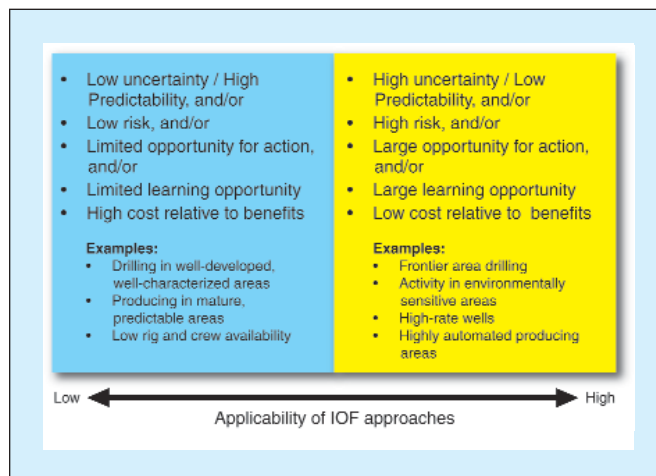 • Low uncertainty / High
Predictability, and/or
• Low risk, and/or
• Limited opportunity for action,
and/or
• Limited learning opportunity
• High cost relative to benefits
Examples:
• Drilling in well-developed,
well-characterized areas
• Producing in mature,
predictable areas
• Low rig and crew availability
• High uncertainty / Low
Predictability, and/or
• High risk, and/or
• Large opportunity for action,
and/or
• Large learning opportunity
• Low cost relative to benefits
Examples:
• Frontier area drilling
• Activity in environmentally
sensitive areas
• High-rate wells
• Highly automated producing
areas
Low
High
Applicability of IOF approaches